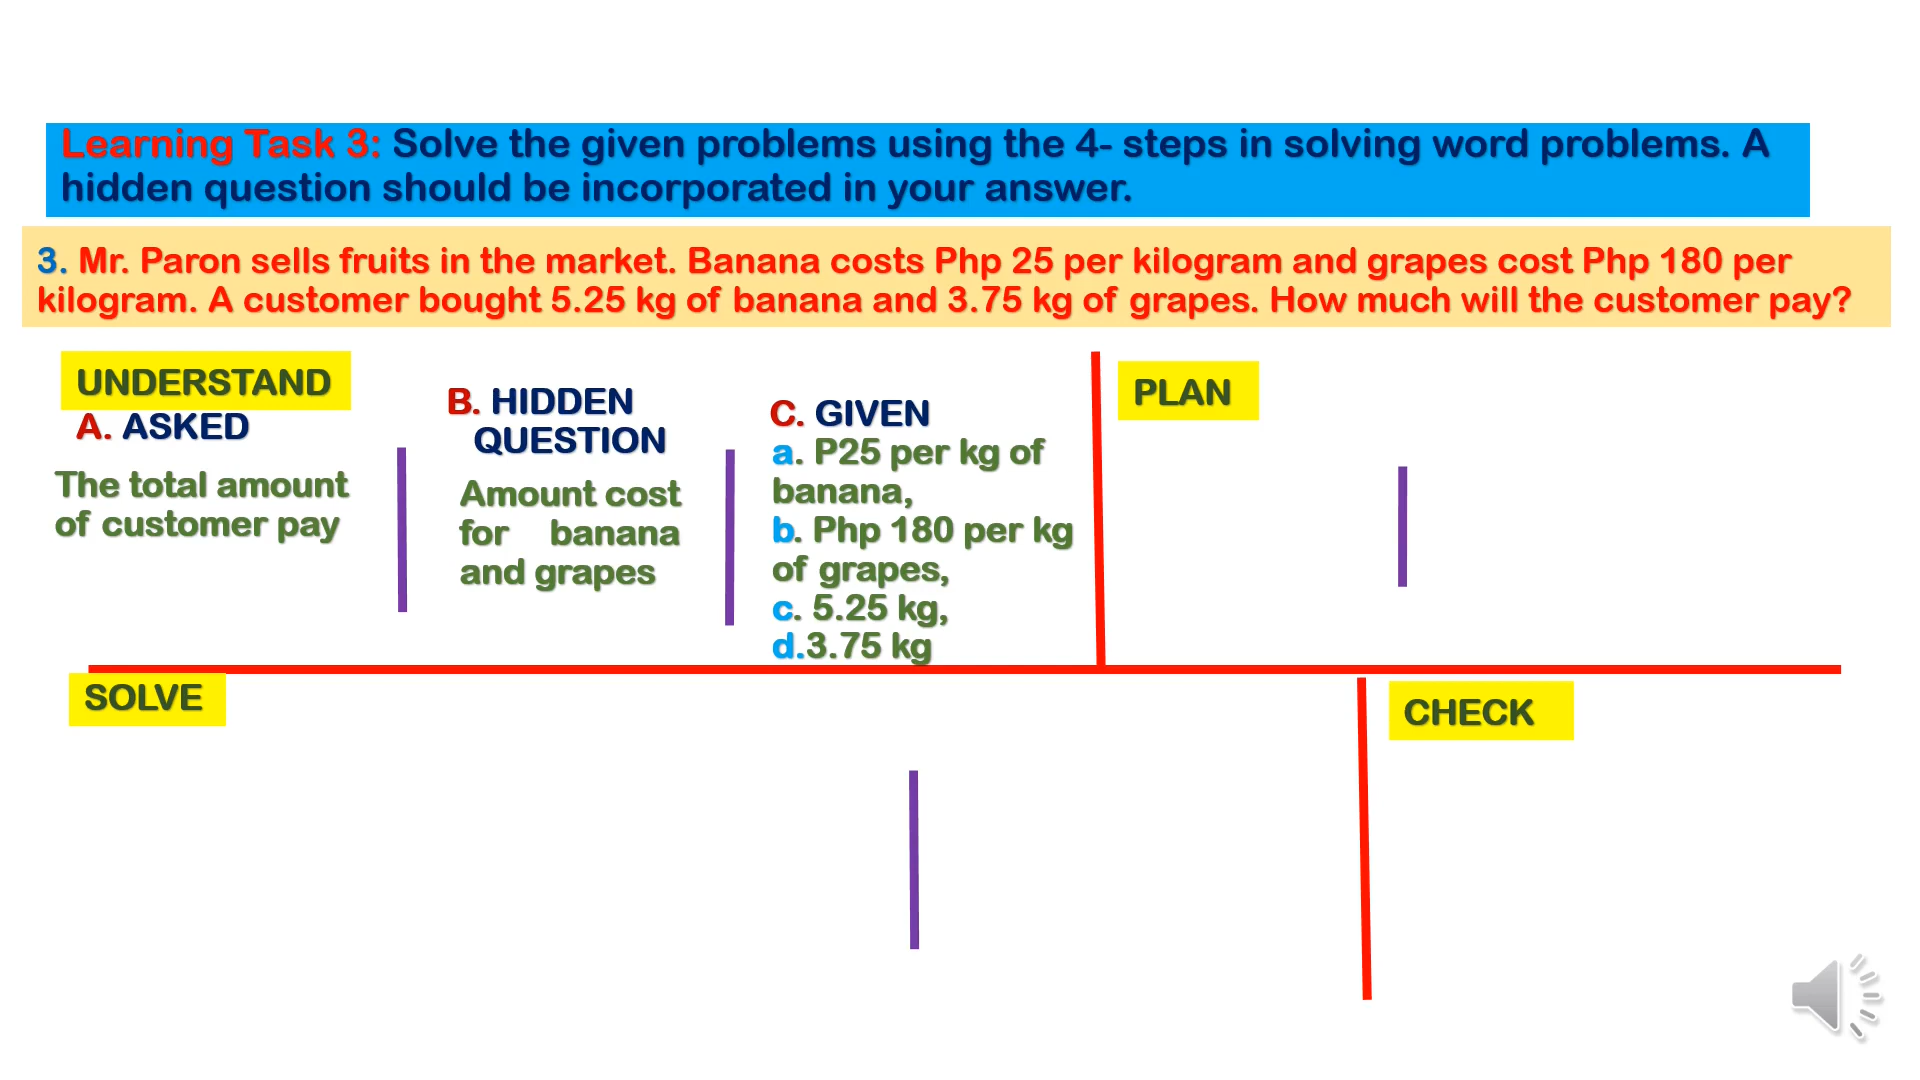 Learning Task 3: Solve the given problems using the 4- steps in solving word problems. A
hidden question should be incorporated in your answer.
3. Mr. Paron sells fruits in the market. Banana costs Php 25 per kilogram and grapes cost Php 180 per
kilogram. A customer bought 5.25 kg of banana and 3.75 kg of grapes. How much will the customer pay?
UNDERSTAND
A. ASKED
The total amount
of customer pay
B. HIDDEN
QUESTION
Amount cost
for banana
and grapes
C. GIVEN
a. P25 per kg of
banana,
b. Php 180 per kg
of grapes,
c. 5.25 kg,
d.3.75 kg
PLAN
SOLVE
CHECK